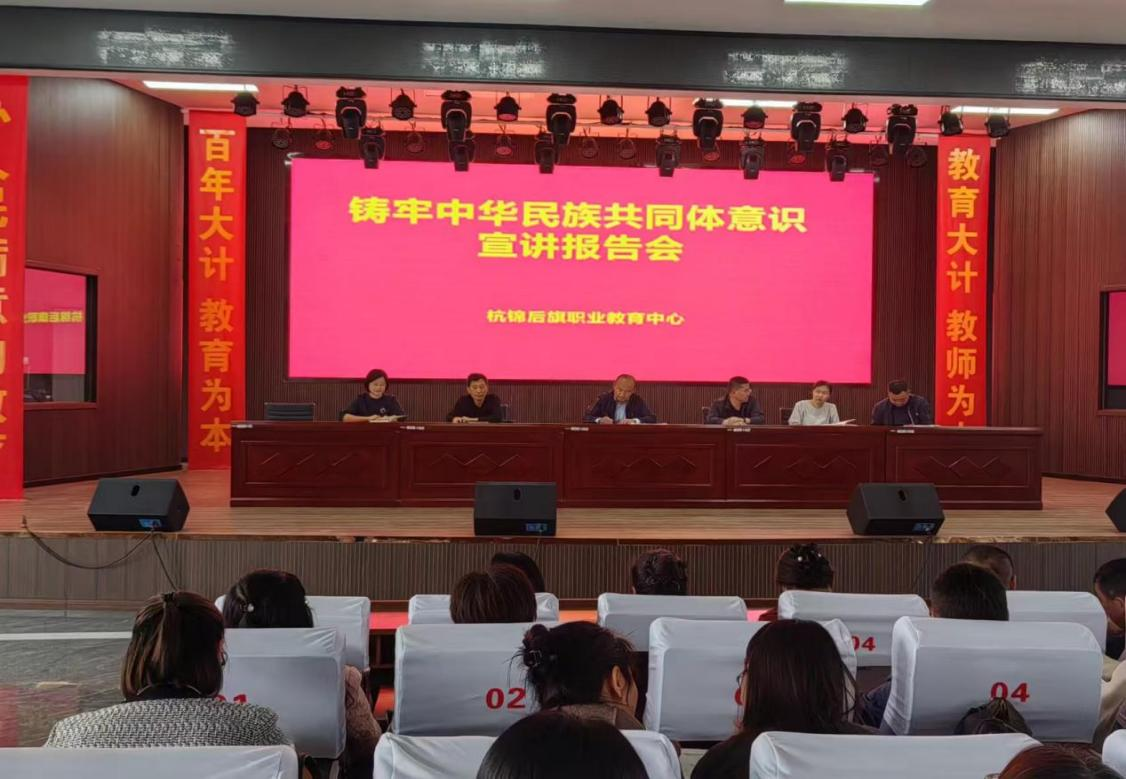 百年大计 教育为本
铸牢中华民族共同体意识
宣讲报告会
杭锦后旗职业教育中心
教育大计 教师为
02
04
04